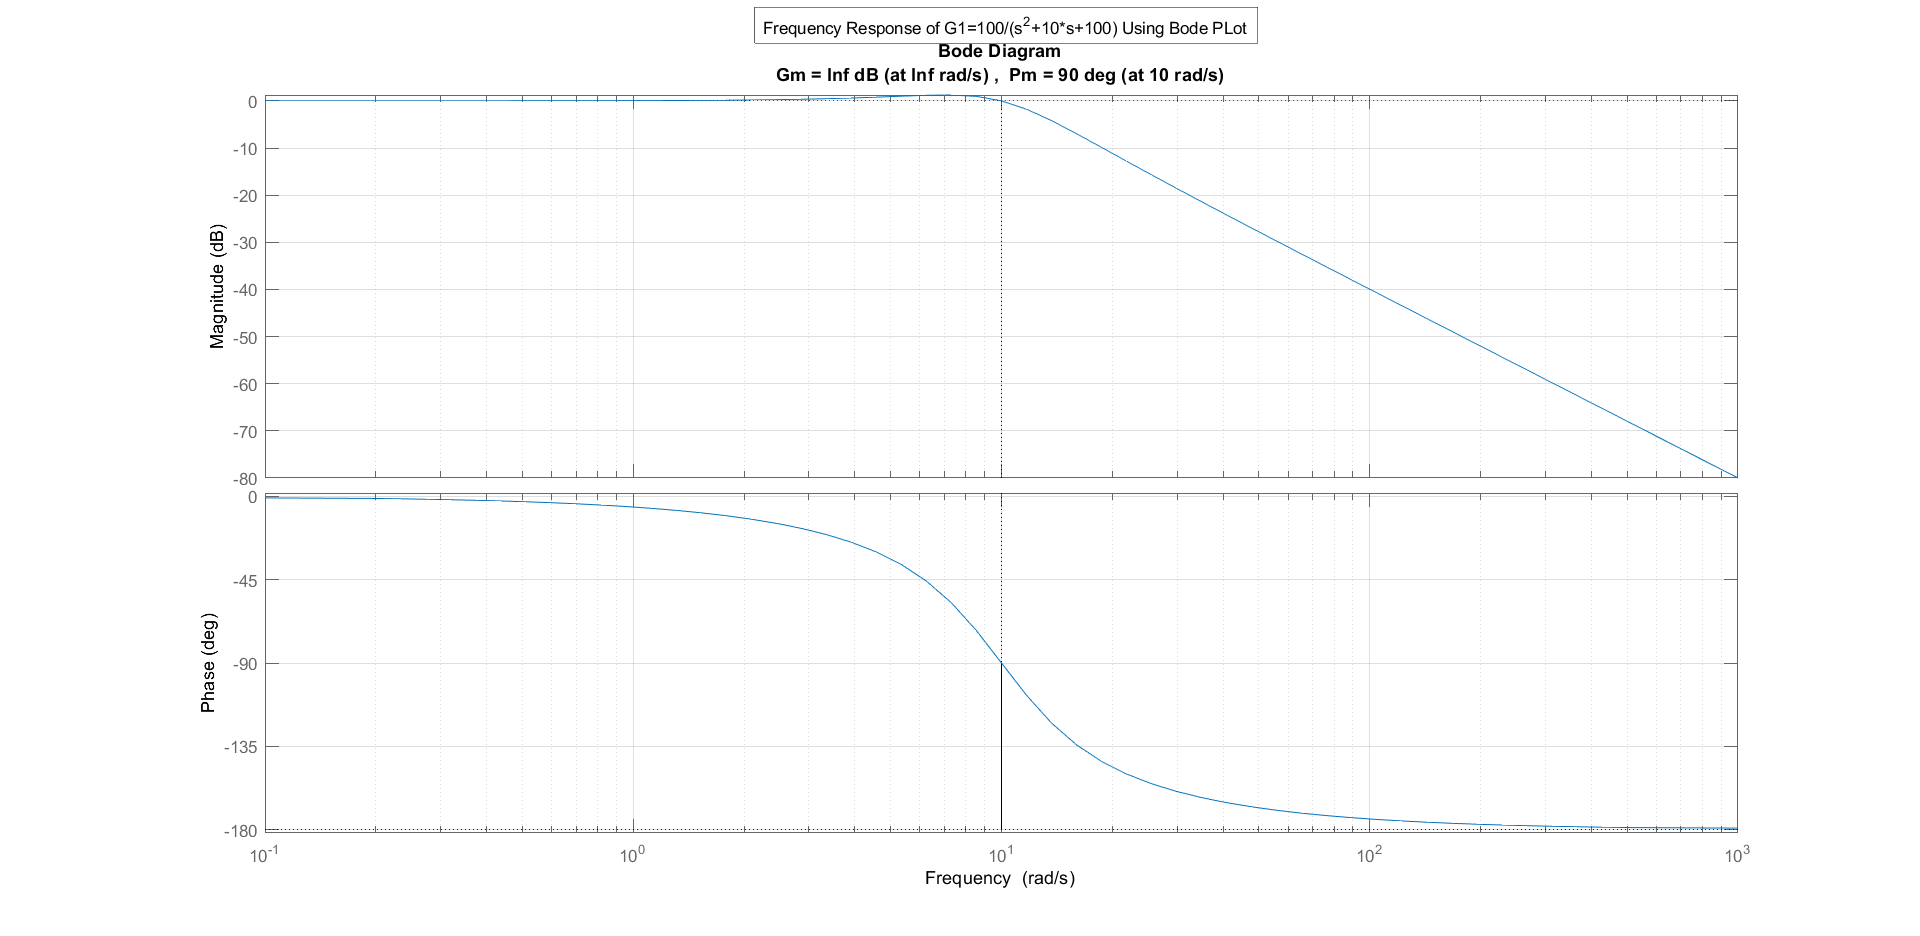 Frequency Response of G1=100/(s²+10*s+100) Using Bode PLot
Bode Diagram
Gm = Inf dB (at Inf rad/s) ,  Pm = 90 deg (at 10 rad/s)
Magnitude (dB)
0
-10
-20
-30
-40
-50
-60
-70
-80
Phase (deg)
0
-45
-90
-135
-180
10⁻¹ 10⁰ 10¹ 10² 10³
Frequency  (rad/s)